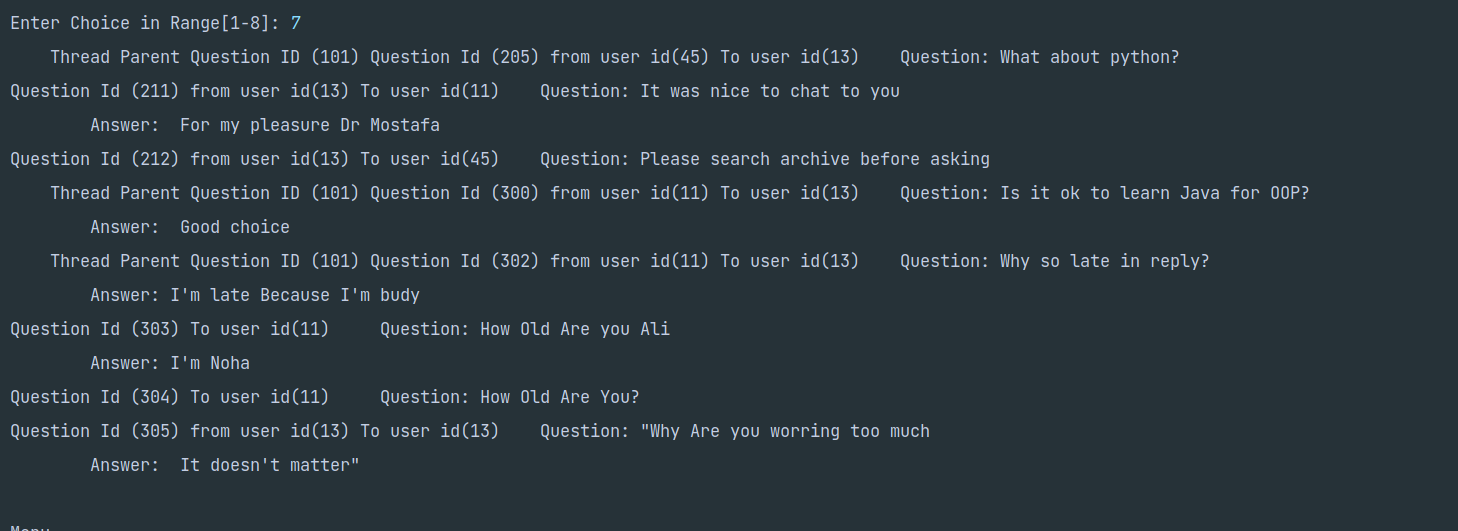 Enter Choice in Range[1-8]: 7
Thread Parent Question ID (101) Question Id (205) from user id(45) To user id(13)    Question: What about python?
Question Id (211) from user id(13) To user id(11)    Question: It was nice to chat to you
Answer:  For my pleasure Dr Mostafa
Question Id (212) from user id(13) To user id(45)    Question: Please search archive before asking
Thread Parent Question ID (101) Question Id (300) from user id(11) To user id(13)    Question: Is it ok to learn Java for OOP?
Answer:  Good choice
Thread Parent Question ID (101) Question Id (302) from user id(11) To user id(13)    Question: Why so late in reply?
Answer: I'm late Because I'm budy
Question Id (303) To user id(11)     Question: How Old Are you Ali
Answer: I'm Noha
Question Id (304) To user id(11)     Question: How Old Are You?
Question Id (305) from user id(13) To user id(13)    Question: "Why Are you worring too much
Answer:  It doesn't matter"
Menu